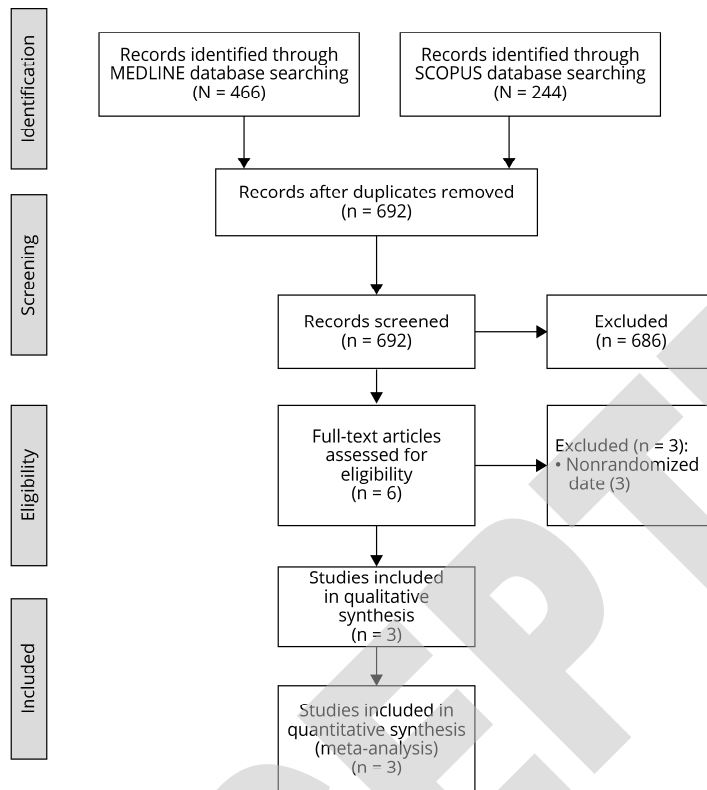 Identification
Records identified through
MEDLINE database searching
(N = 466)
Records identified through
SCOPUS database searching
(N = 244)
Records after duplicates removed
(n = 692)
Screening
Records screened
(n = 692)
Excluded
(n = 686)
Eligibility
Full-text articles
assessed for
eligibility
(n = 6)
Excluded (n = 3):
• Nonrandomized
date (3)
Included
Studies included
in qualitative
synthesis
(n = 3)
Studies included in
quantitative synthesis
(meta-analysis)
(n = 3)